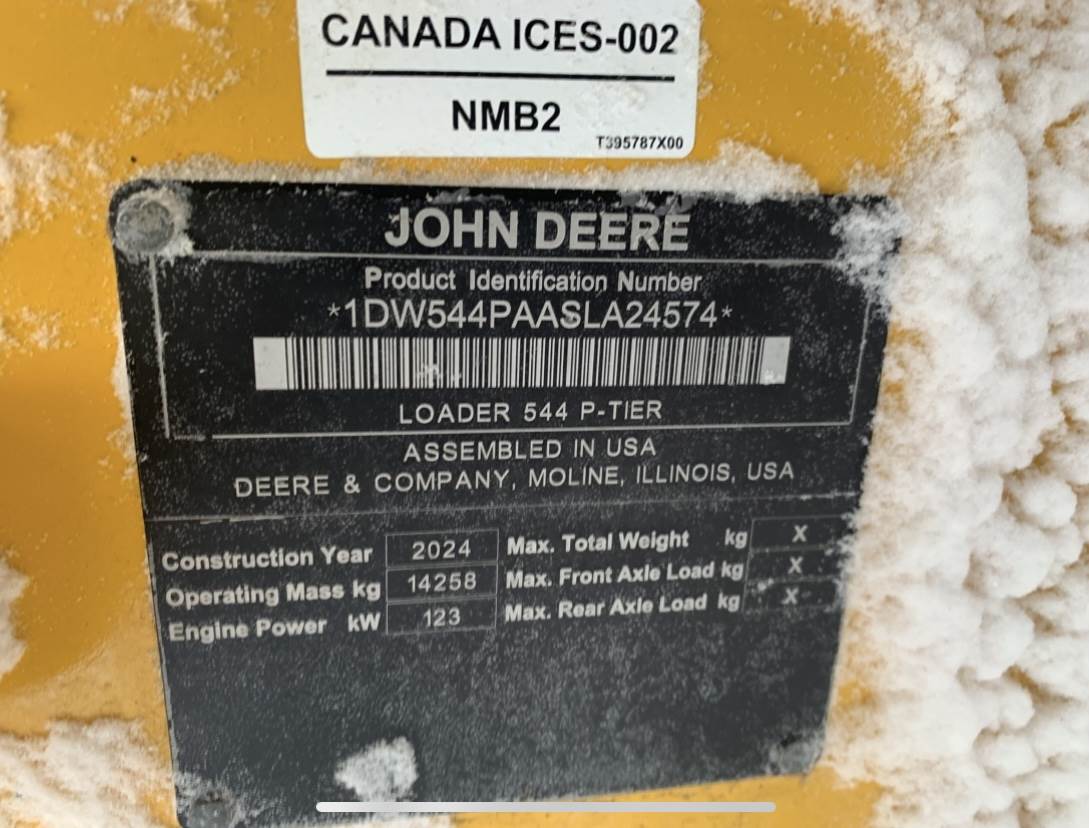 CANADA ICES-002
NMB2
T395787X00
JOHN DEERE
Product Identification Number
*1DW544PAASLA24574*
LOADER 544 P-TIER
ASSEMBLED IN USA
DEERE & COMPANY, MOLINE, ILLINOIS, USA
Construction Year 2024 Max. Total Weight kg X
Operating Mass kg 14258 Max. Front Axle Load kg X
Engine Power kW 123 Max. Rear Axle Load kg X